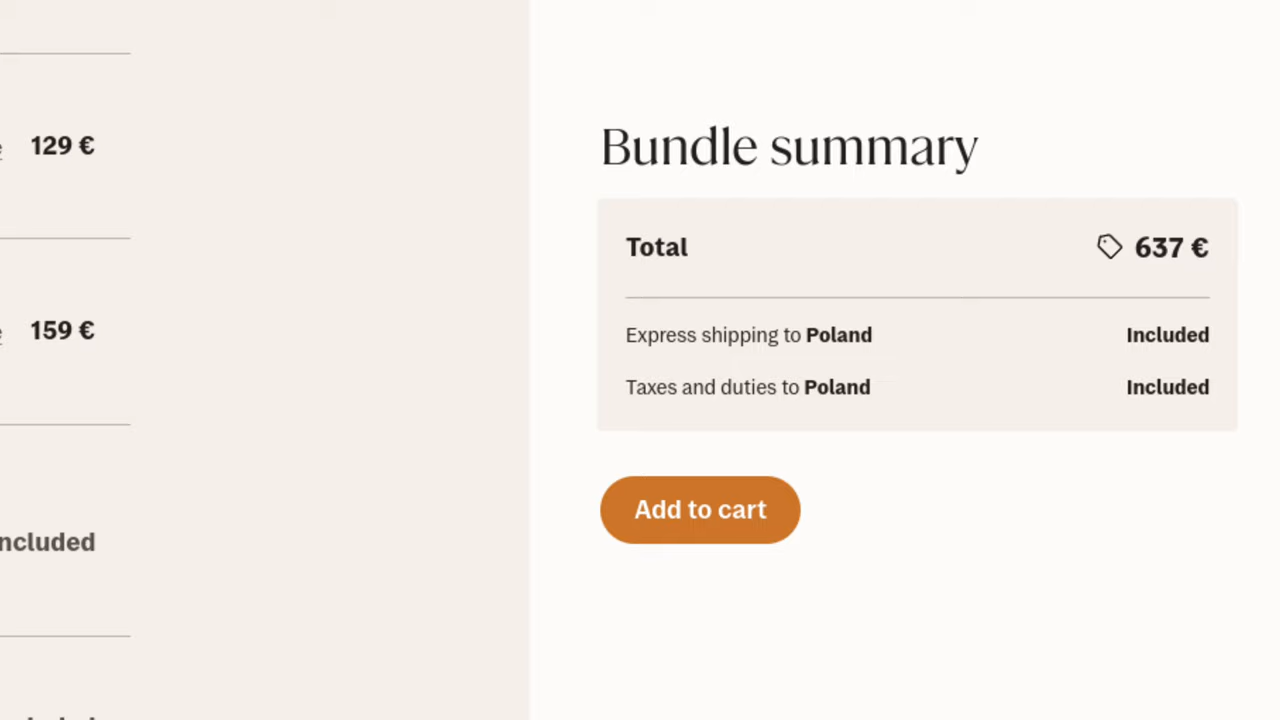 129 €
159 €
Included
Bundle summary
Total 637 €
Express shipping to Poland Included
Taxes and duties to Poland Included
Add to cart